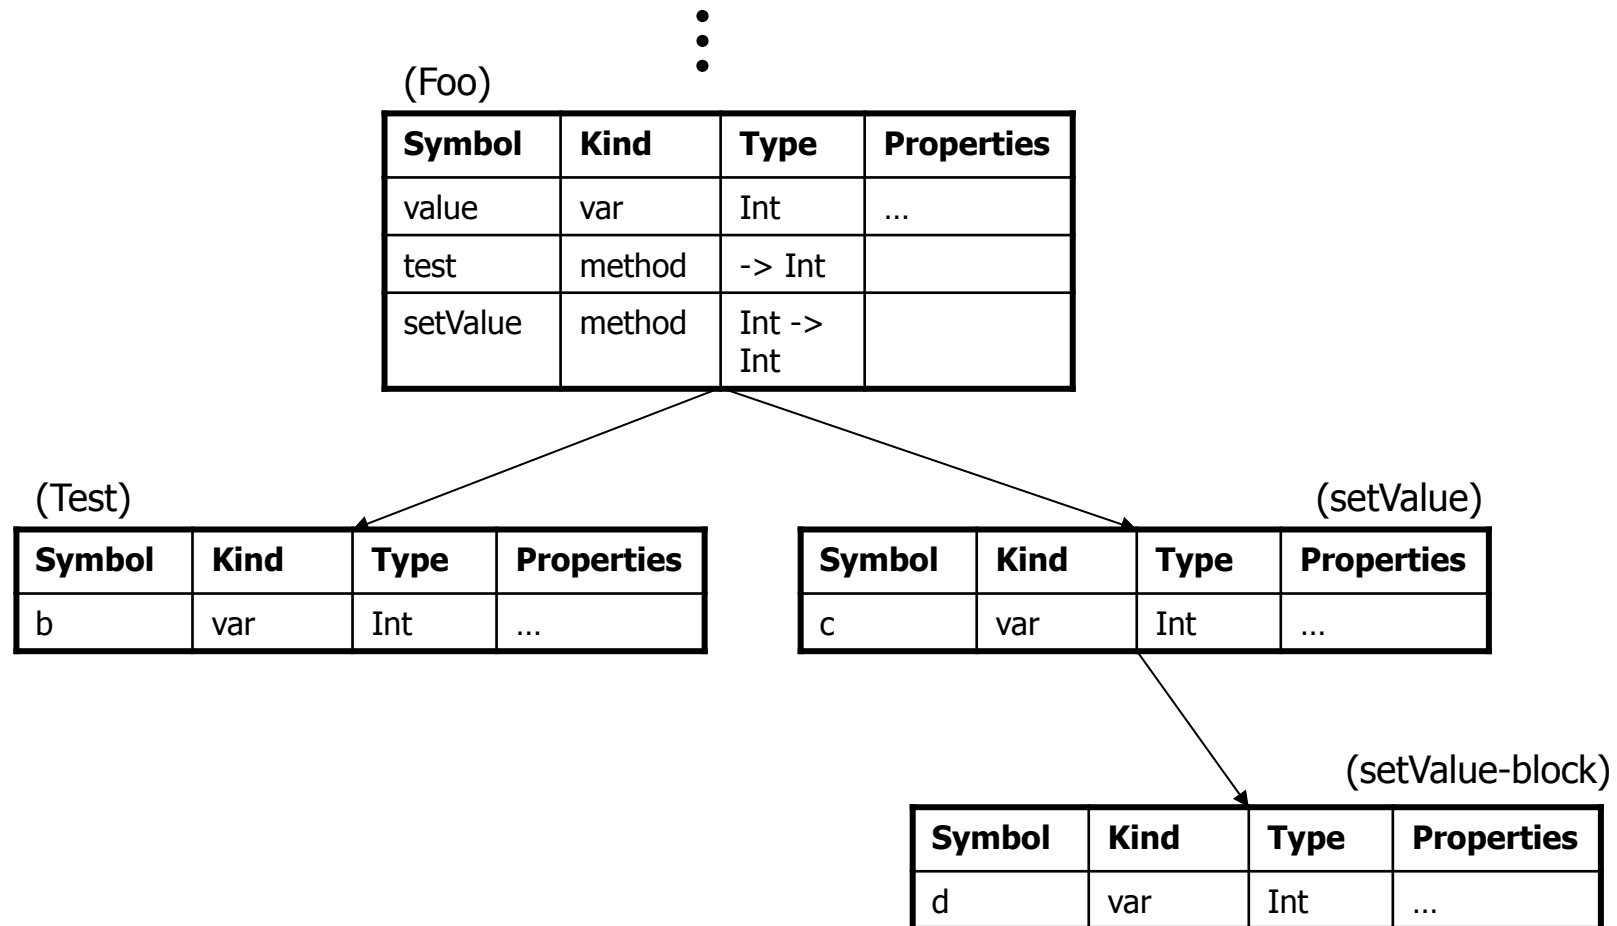 (Foo)
Symbol Kind Type Properties
value var Int ...
test method -> Int
setValue method Int ->
Int
(Test)
Symbol Kind Type Properties
b var Int ...
(setValue)
Symbol Kind Type Properties
c var Int ...
(setValue-block)
Symbol Kind Type Properties
d var Int ...